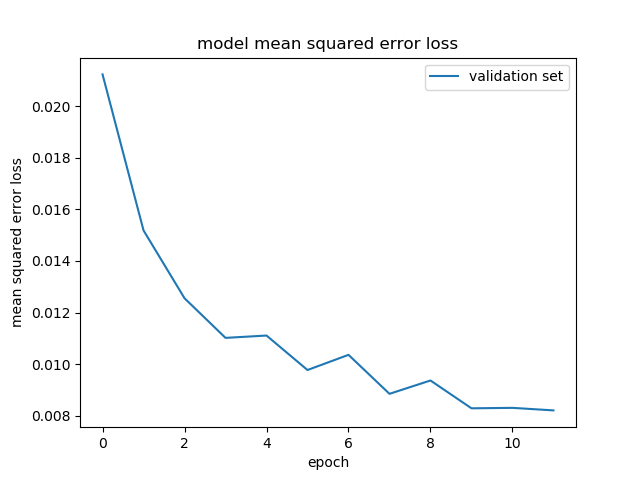 model mean squared error loss
validation set
mean squared error loss
0.020
0.018
0.016
0.014
0.012
0.010
0.008
0 2 4 6 8 10
epoch